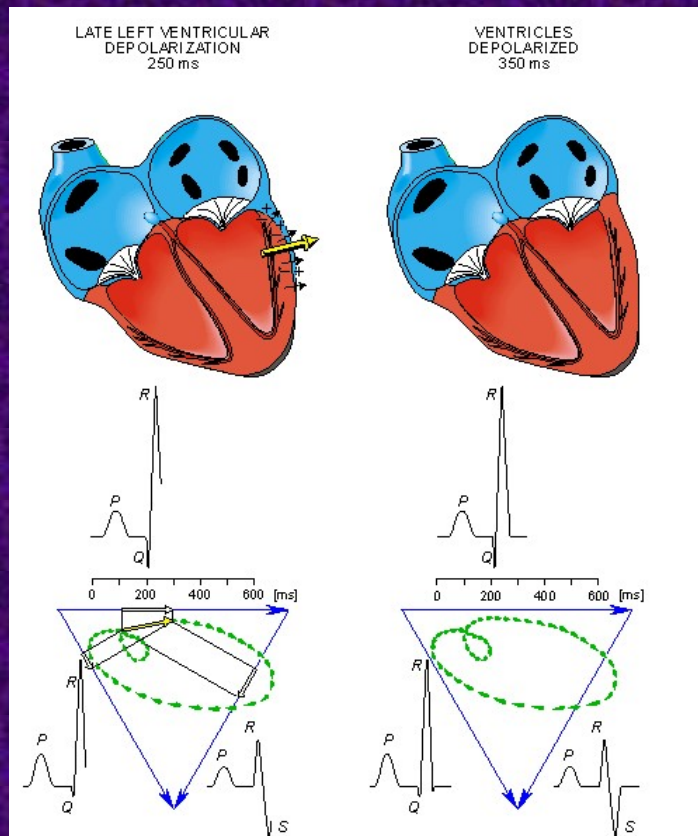 LATE LEFT VENTRICULAR
DEPOLARIZATION
250 ms
VENTRICLES
DEPOLARIZED
350 ms
R
P
Q
R
P
Q
0 200 400 600 [ms]
0 200 400 600 [ms]
R
P
Q
R
P
S
R
P
Q
R
P
S